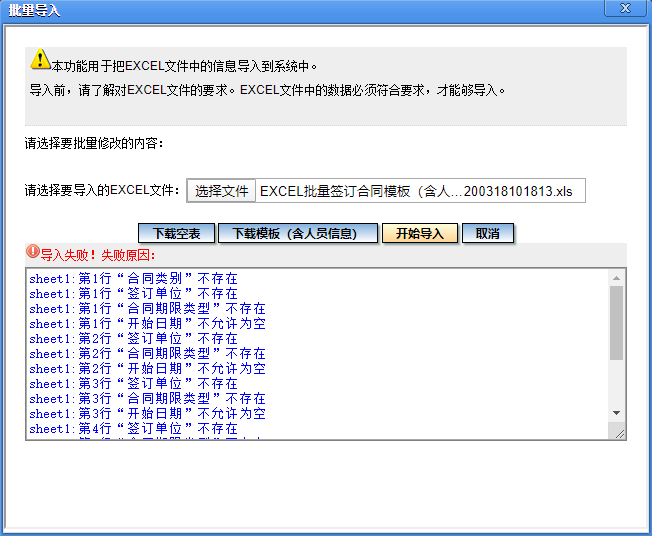 批量导入
本功能用于把EXCEL文件中的信息导入到系统中。
导入前，请了解对EXCEL文件的要求。EXCEL文件中的数据必须符合要求，才能够导入。
请选择要批量修改的内容：
请选择要导入的EXCEL文件： 选择文件 EXCEL批量签订合同模板（含人...200318101813.xls
下载空表 下载模板（含人员信息） 开始导入 取消
导入失败！失败原因：
sheet1:第1行“合同类别”不存在
sheet1:第1行“签订单位”不存在
sheet1:第1行“合同期限类型”不存在
sheet1:第1行“开始日期”不允许为空
sheet1:第2行“签订单位”不存在
sheet1:第2行“合同期限类型”不存在
sheet1:第2行“开始日期”不允许为空
sheet1:第3行“签订单位”不存在
sheet1:第3行“合同期限类型”不存在
sheet1:第3行“开始日期”不允许为空
sheet1:第4行“签订单位”不存在